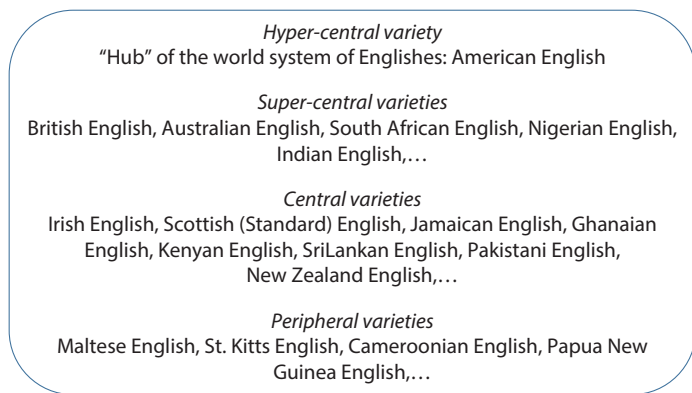 Hyper-central variety
“Hub” of the world system of Englishes: American English
Super-central varieties
British English, Australian English, South African English, Nigerian English,
Indian English,…
Central varieties
Irish English, Scottish (Standard) English, Jamaican English, Ghanaian
English, Kenyan English, SriLankan English, Pakistani English,
New Zealand English,…
Peripheral varieties
Maltese English, St. Kitts English, Cameroonian English, Papua New
Guinea English,…